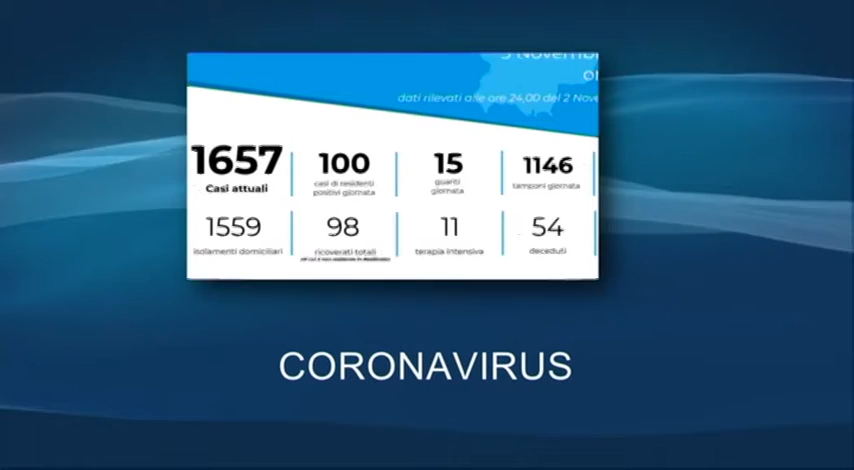 dati rilevati alle ore 24,00 del 2 Nove
1657 100 15 1146
Casi attuali casi di residenti guariti tamponi giornata
positivi giornata giornata
1559 98 11 54
isolamenti domiciliari ricoverati totali terapia intensiva deceduti
CORONAVIRUS